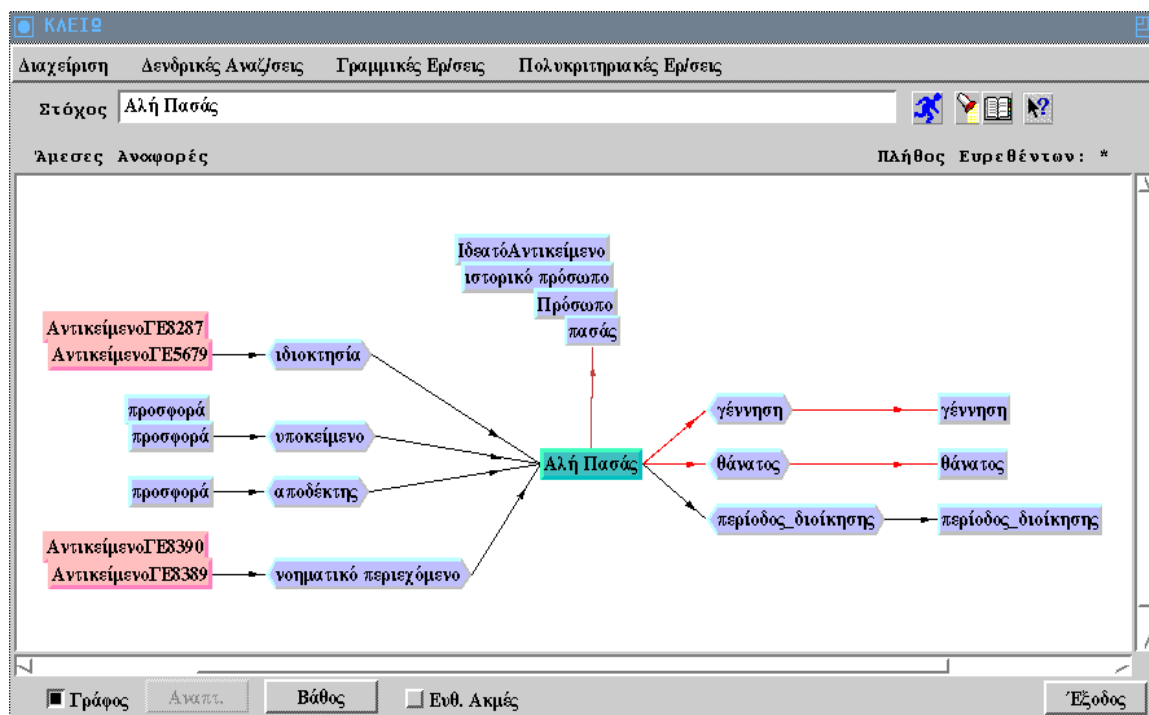 ΚΛΕΙΩ
Διαχείριση Δενδρικές Αναζ/σεις Γραμμικές Ερ/σεις Πολυκριτηριακές Ερ/σεις
Στόχος Αλή Πασάς
Άμεσες Αναφορές Πλήθος Ευρεθέντων: *
ΙδεατόΑντικείμενο
ιστορικό πρόσωπο
Πρόσωπο
πασάς
ΑντικείμενοΓΕ8287
ΑντικείμενοΓΕ5679 ιδιοκτησία
προσφορά γέννηση γέννηση
προσφορά υποκείμενο
Αλή Πασάς θάνατος θάνατος
προσφορά αποδέκτης
περίοδος_διοίκησης περίοδος_διοίκησης
ΑντικείμενοΓΕ8390
ΑντικείμενοΓΕ8389 νοηματικό περιεχόμενο
Γράφος Αναπτ. Βάθος Ευθ. Ακμές Έξοδος